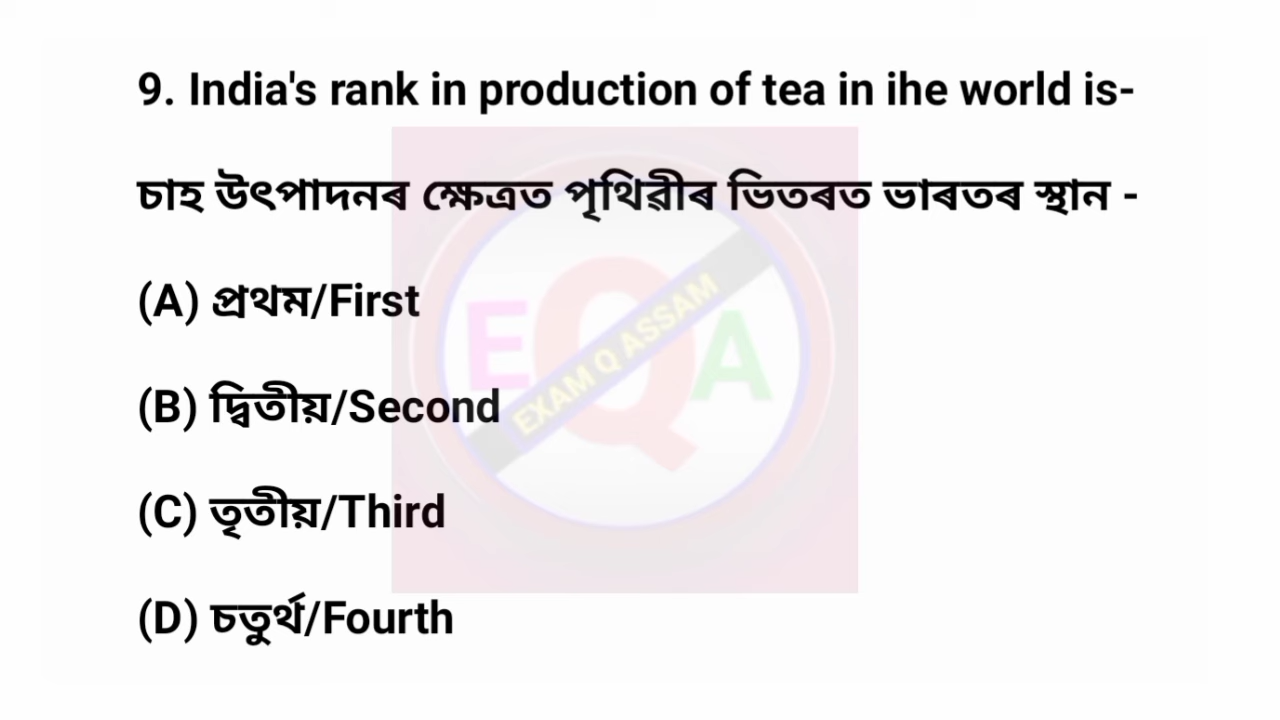 9. India's rank in production of tea in ihe world is-
চাহ উৎপাদনৰ ক্ষেত্ৰত পৃথিৱীৰ ভিতৰত ভাৰতৰ স্থান -
(A) প্ৰথম/First
(B) দ্বিতীয়/Second
(C) তৃতীয়/Third
(D) চতুৰ্থ/Fourth
E Q A
EXAM Q ASSAM